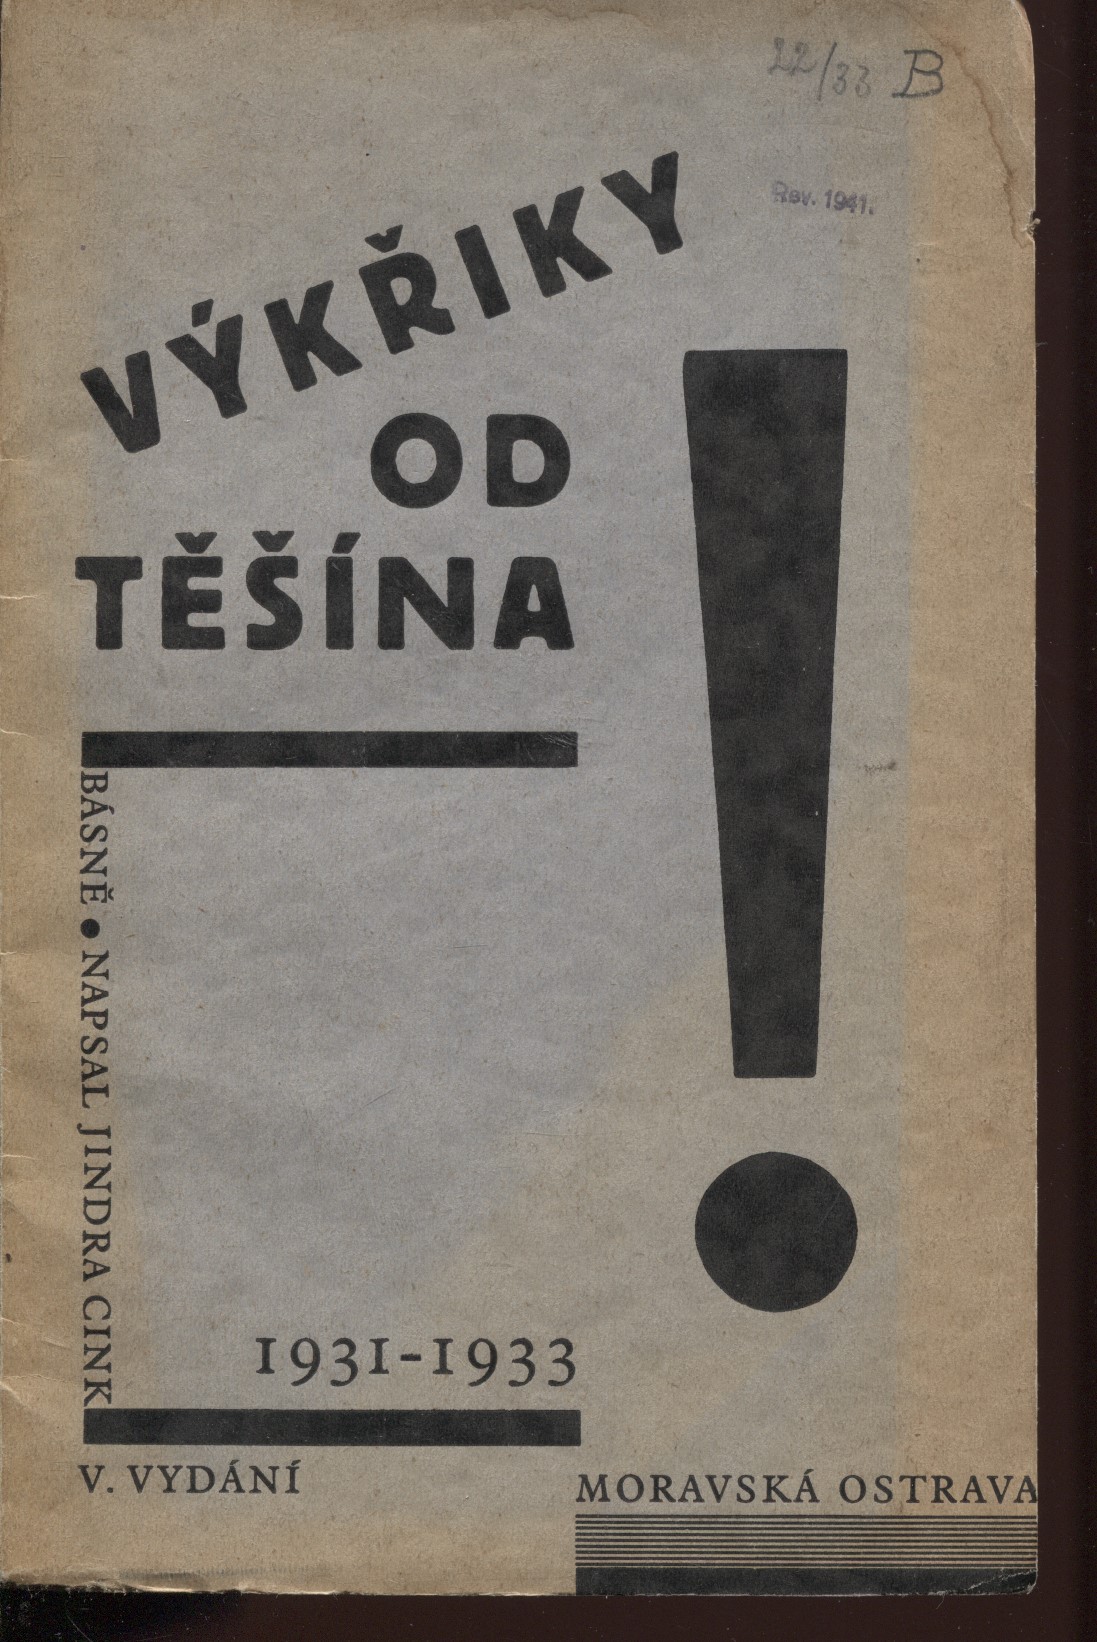 22/33 B
Rev. 1941.
VÝKŘIKY
OD
TĚŠÍNA
!
BÁSNĚ ● NAPSAL JINDRA CINK
1931-1933
V. VYDÁNÍ
MORAVSKÁ OSTRAVA